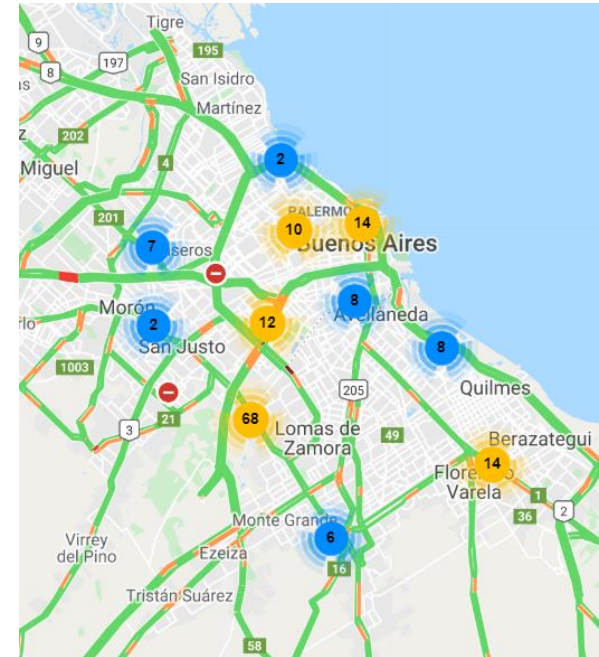 Tigre
9
195
8
197
San Isidro
Martínez
202
2
Miguel
4
PALERMO
14
201
10
Buenos Aires
7
seros
Morón
8
Avellaneda
2
12
San Justo
8
1003
Quilmes
205
21
68
3
Lomas de
Zamora
49
Berazategui
14
Florencio
Varela
1
36
2
Monte Grande
6
Virrey
del Pino
Ezeiza
16
Tristán Suárez
58